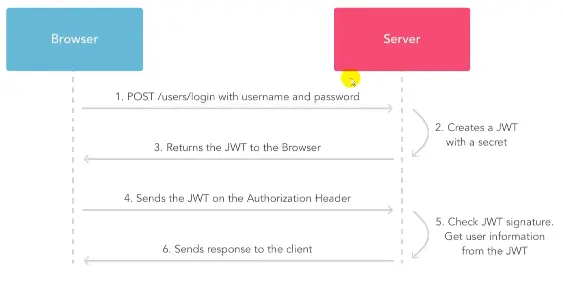 Browser
Server
1. POST /users/login with username and password
2. Creates a JWT
with a secret
3. Returns the JWT to the Browser
4. Sends the JWT on the Authorization Header
5. Check JWT signature.
Get user information
from the JWT
6. Sends response to the client